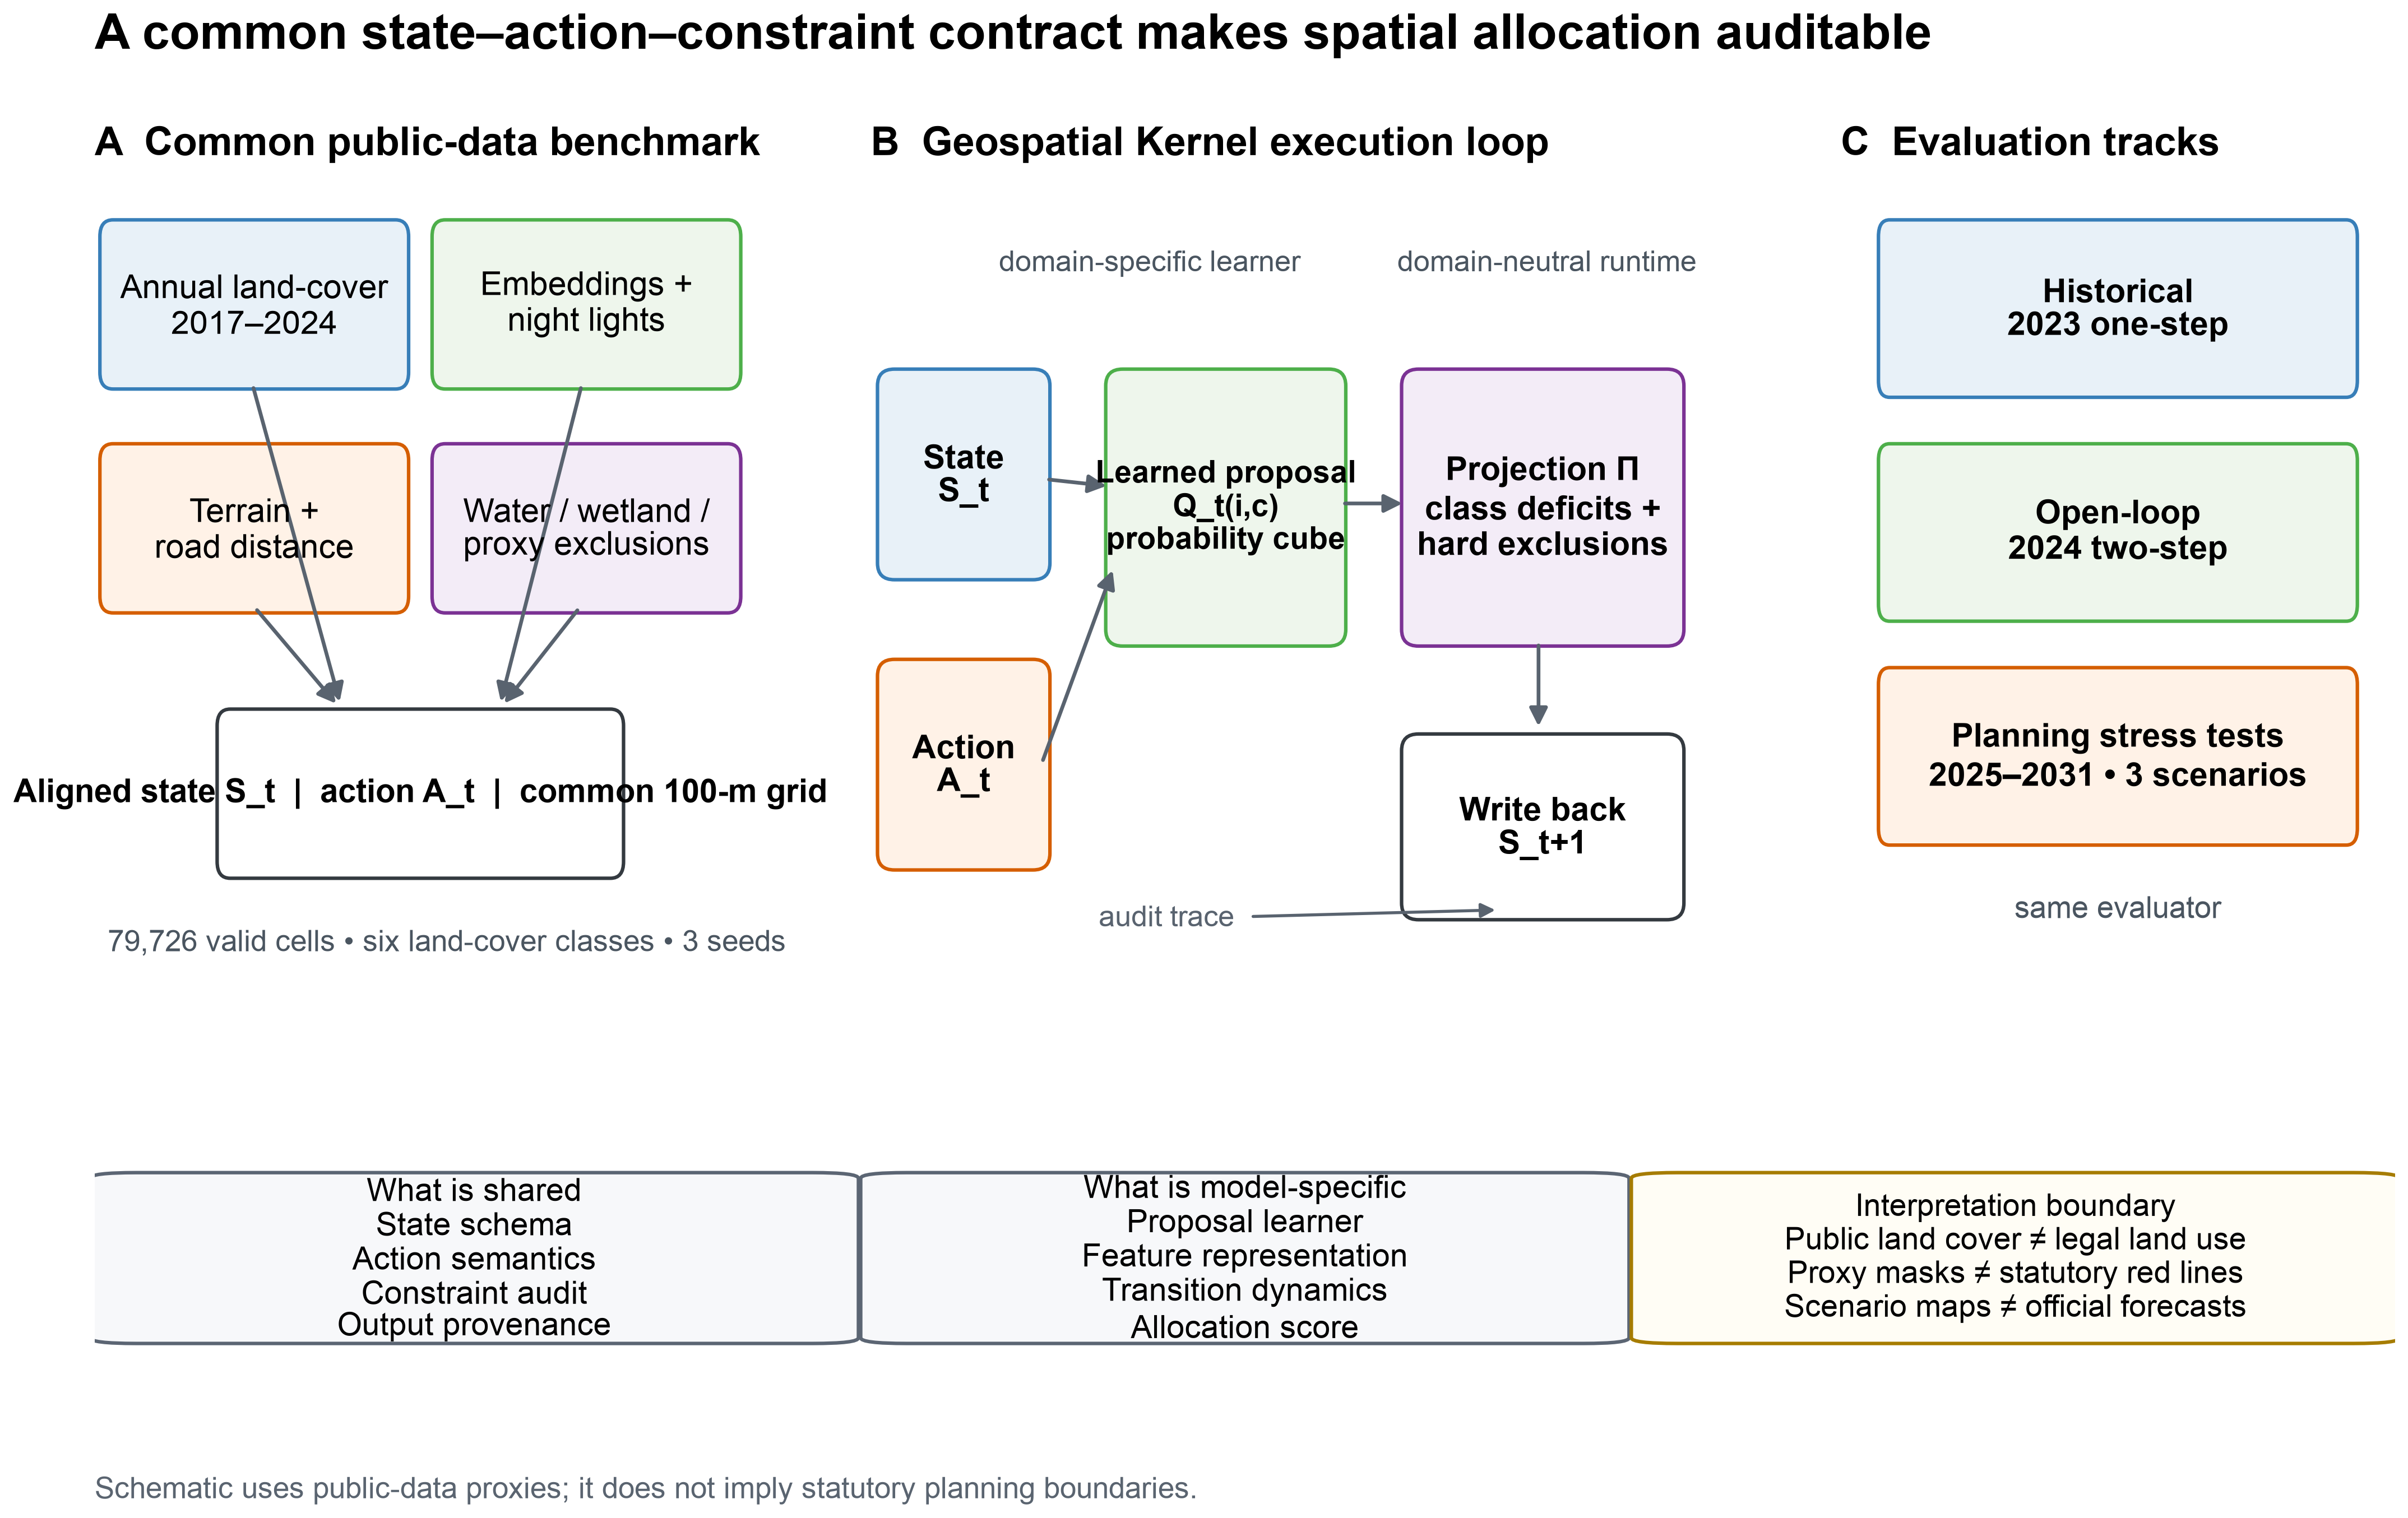 A common state–action–constraint contract makes spatial allocation auditable
A Common public-data benchmark
Annual land-cover
2017–2024
Embeddings +
night lights
Terrain +
road distance
Water / wetland /
proxy exclusions
Aligned state S_t | action A_t | common 100-m grid
79,726 valid cells • six land-cover classes • 3 seeds
B Geospatial Kernel execution loop
domain-specific learner
domain-neutral runtime
State
S_t
Learned proposal
Q_t(i,c)
probability cube
Projection Π
class deficits +
hard exclusions
Action
A_t
Write back
S_t+1
audit trace
C Evaluation tracks
Historical
2023 one-step
Open-loop
2024 two-step
Planning stress tests
2025–2031 • 3 scenarios
same evaluator
What is shared
State schema
Action semantics
Constraint audit
Output provenance
What is model-specific
Proposal learner
Feature representation
Transition dynamics
Allocation score
Interpretation boundary
Public land cover ≠ legal land use
Proxy masks ≠ statutory red lines
Scenario maps ≠ official forecasts
Schematic uses public-data proxies; it does not imply statutory planning boundaries.